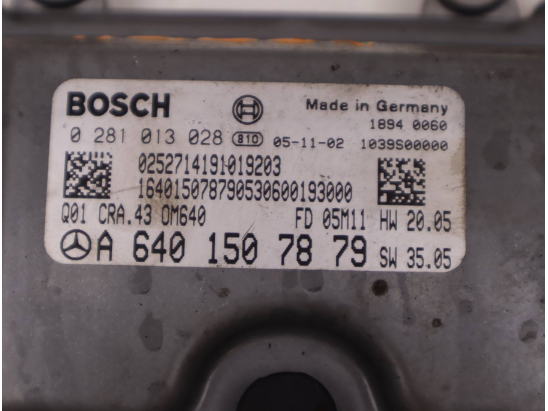 BOSCH
Made in Germany
1894 0060
0 281 013 028 810 05-11-02 1039S00000
0252714191019203
164015078790530600193000
Q01 CRA.43 OM640 FD 05M11 HW 20.05
A 640 150 78 79 SW 35.05